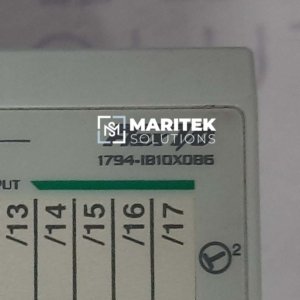 MARITEK
SOLUTIONS
1794-IB10XOB6
PUT
/13
/14
/15
/16
/17
2